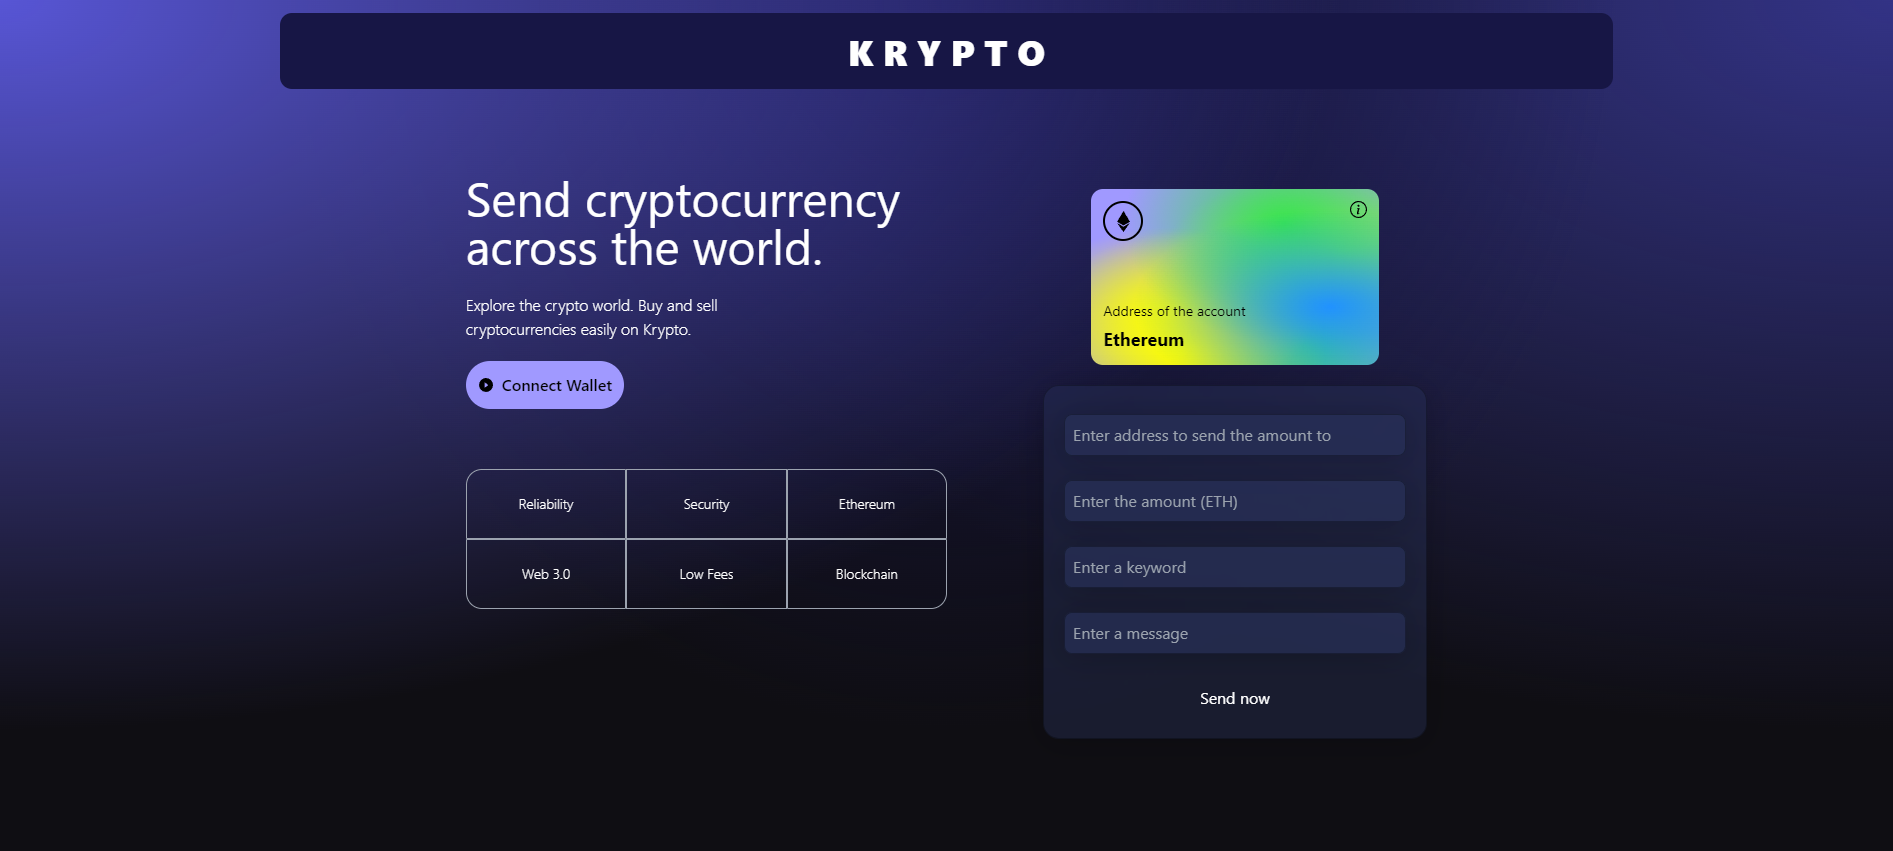 KRYPTO
Send cryptocurrency
across the world.
Explore the crypto world. Buy and sell
cryptocurrencies easily on Krypto.
Connect Wallet
Reliability
Security
Ethereum
Web 3.0
Low Fees
Blockchain
Address of the account
Ethereum
Enter address to send the amount to
Enter the amount (ETH)
Enter a keyword
Enter a message
Send now